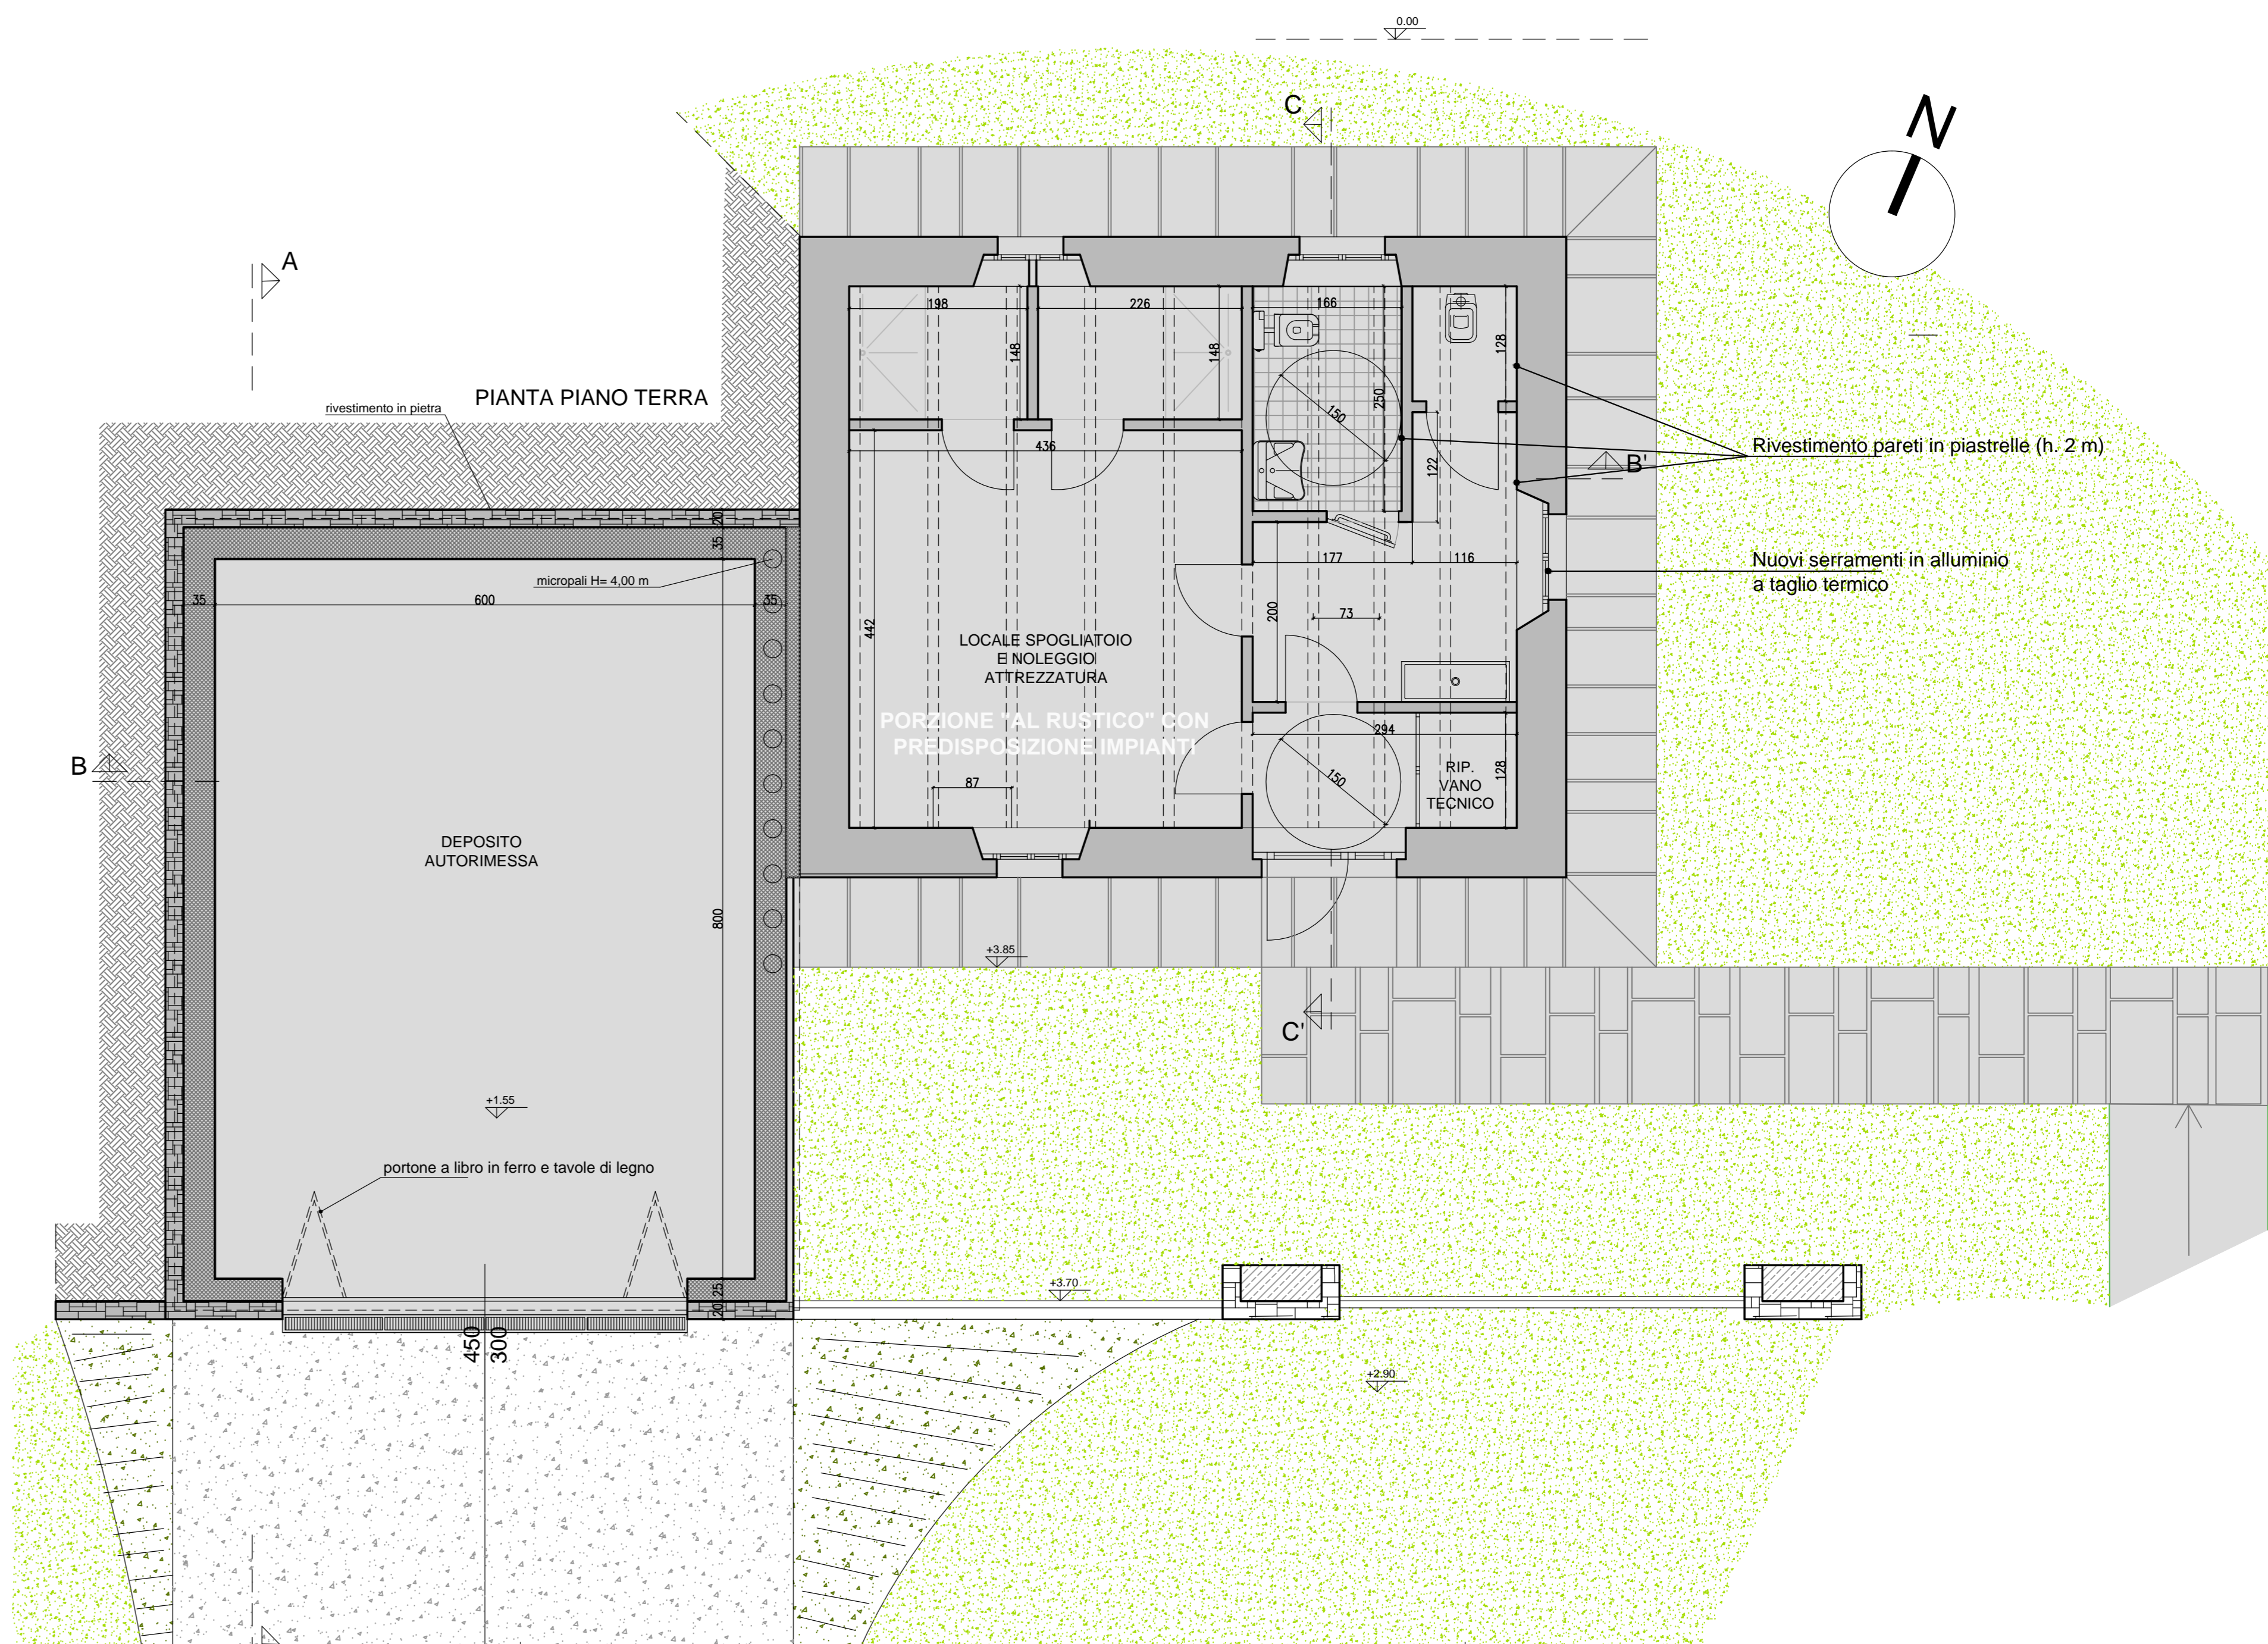 0.00
N
C
A
198
226
166
148
148
128
250
150
PIANTA PIANO TERRA
rivestimento in pietra
436
122
Rivestimento pareti in piastrelle (h. 2 m)
B'
20
35
micropali H= 4,00 m
177
116
Nuovi serramenti in alluminio
a taglio termico
35
600
35
200
73
442
LOCALE SPOGLIATOIO
E NOLEGGIO
ATTREZZATURA
PORZIONE "AL RUSTICO" CON
PREDISPOSIZIONE IMPIANTI
294
B
87
150
RIP.
VANO
TECNICO
128
DEPOSITO
AUTORIMESSA
800
+3.85
C'
+1.55
portone a libro in ferro e tavole di legno
+3.70
25
20
450
300
+2.90